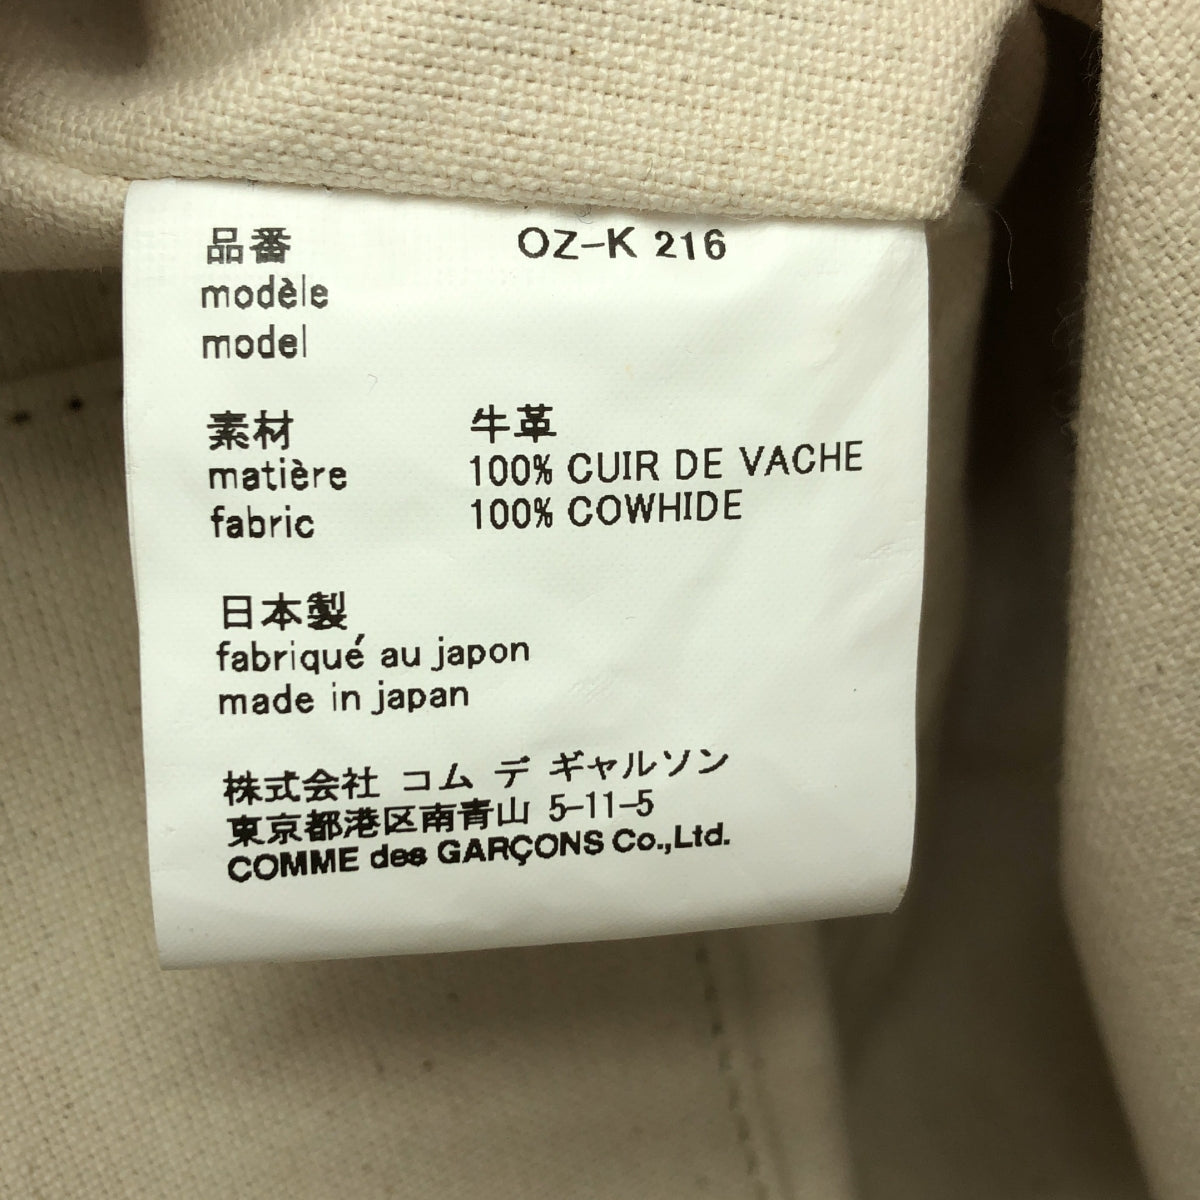 品番 OZ-K 216
modèle
model
素材 牛革
matière 100% CUIR DE VACHE
fabric 100% COWHIDE
日本製
fabriqué au japon
made in japan
株式会社 コム デ ギャルソン
東京都港区南青山 5-11-5
COMME des GARÇONS Co.,Ltd.